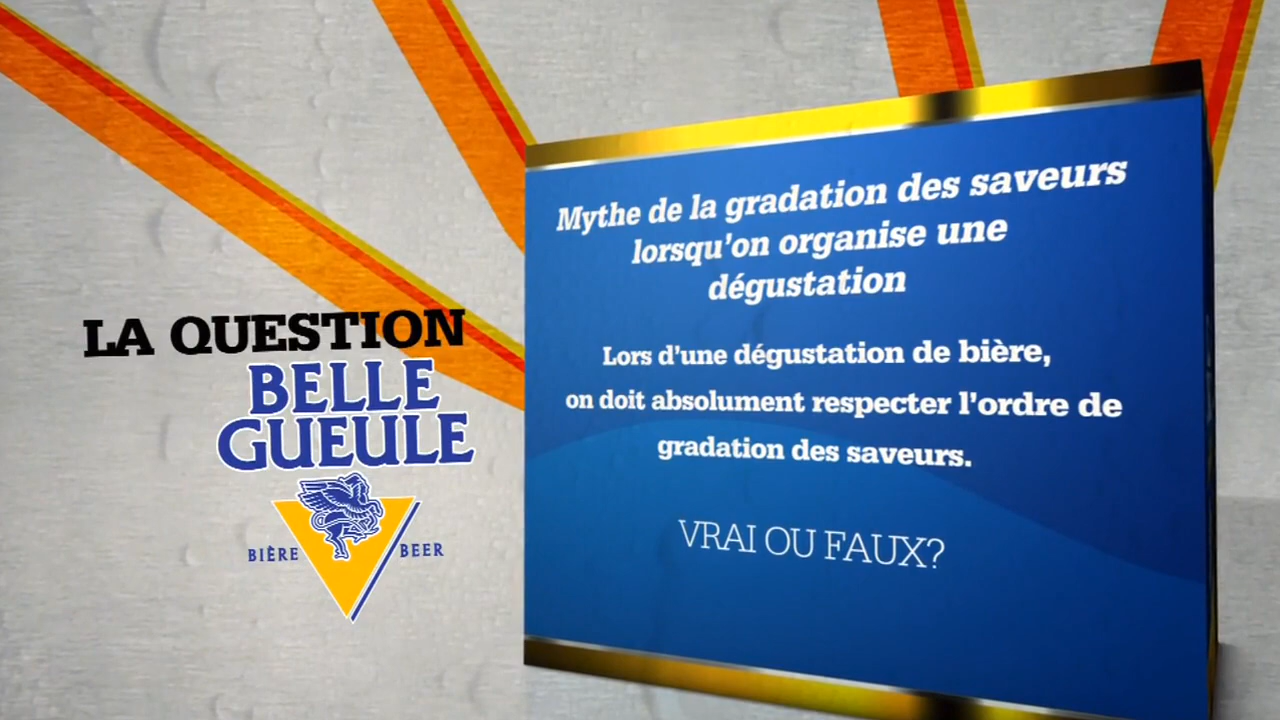 LA QUESTION
BELLE
GUEULE
BIÈRE BEER
Mythe de la gradation des saveurs
lorsqu'on organise une
dégustation
Lors d'une dégustation de bière,
on doit absolument respecter l'ordre de
gradation des saveurs.
VRAI OU FAUX?